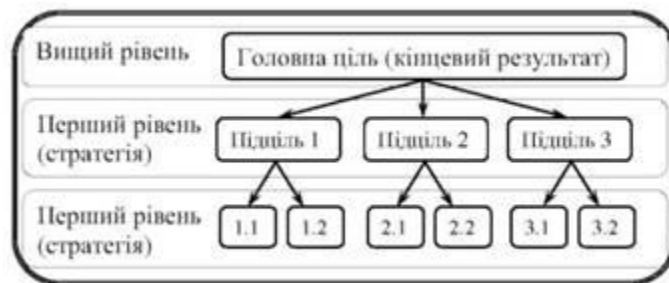 Вищий рівень
Головна ціль (кінцевий результат)
Перший рівень
(стратегія)
Підціль 1
Підціль 2
Підціль 3
Перший рівень
(стратегія)
1.1
1.2
2.1
2.2
3.1
3.2